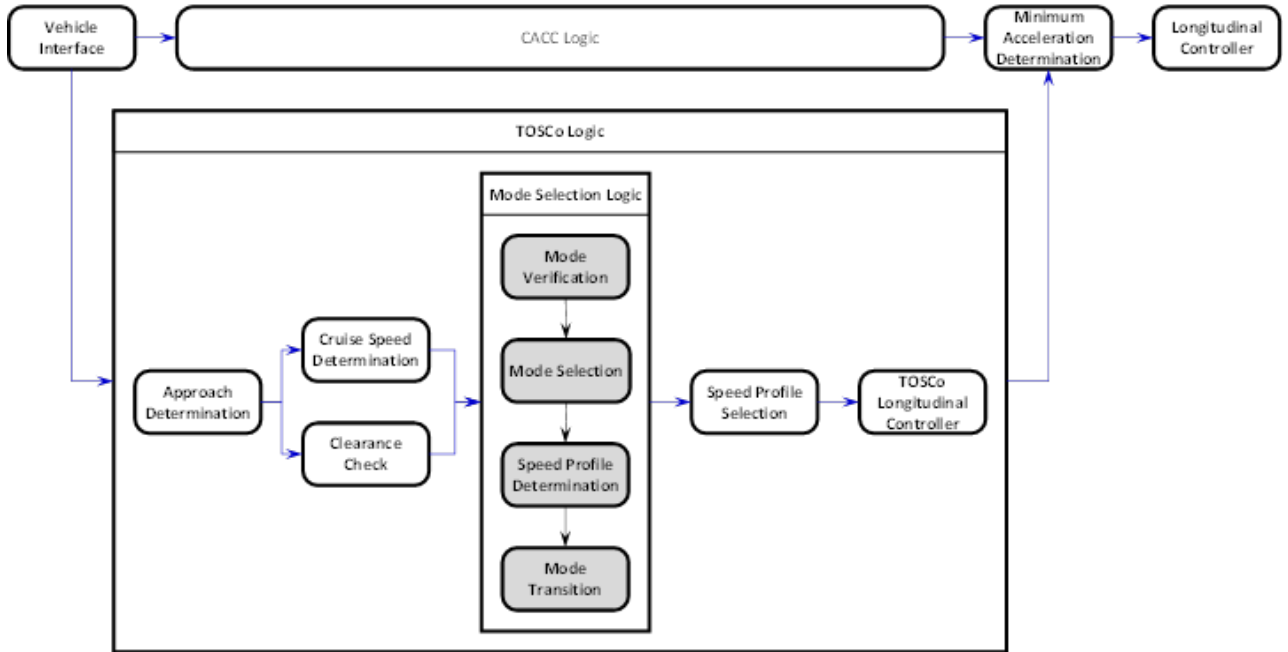 Vehicle
Interface
CACC Logic
Minimum
Acceleration
Determination
Longitudinal
Controller
TOSCo Logic
Mode Selection Logic
Mode
Verification
Mode Selection
Speed Profile
Determination
Mode
Transition
Approach
Determination
Cruise Speed
Determination
Clearance
Check
Speed Profile
Selection
TOSCo
Longitudinal
Controller